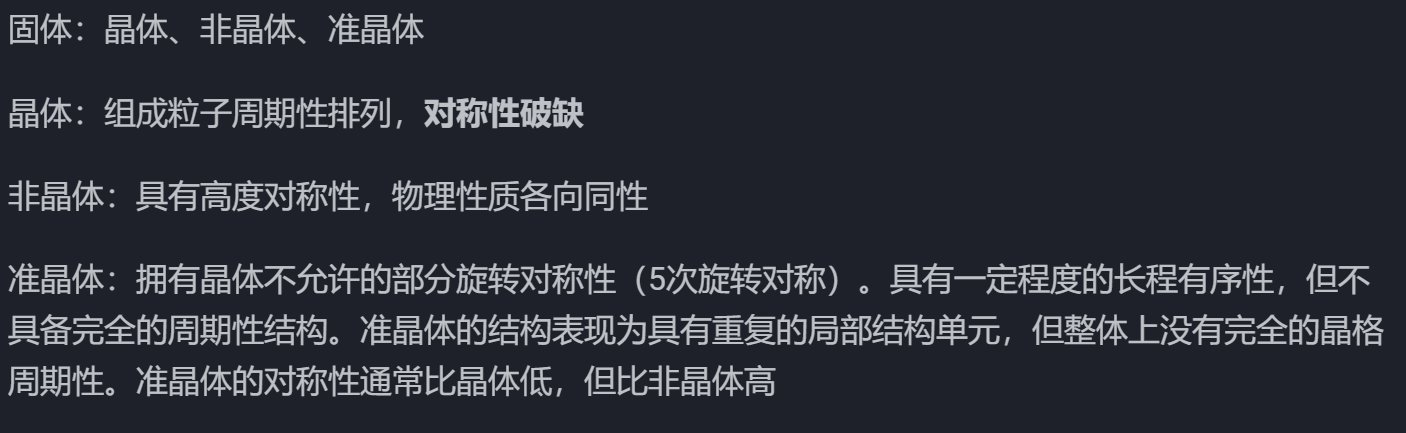 固体：晶体、非晶体、准晶体
晶体：组成粒子周期性排列，对称性破缺
非晶体：具有高度对称性，物理性质各向同性
准晶体：拥有晶体不允许的部分旋转对称性（5次旋转对称）。具有一定程度的长程有序性，但不
具备完全的周期性结构。准晶体的结构表现为具有重复的局部结构单元，但整体上没有完全的晶格
周期性。准晶体的对称性通常比晶体低，但比非晶体高